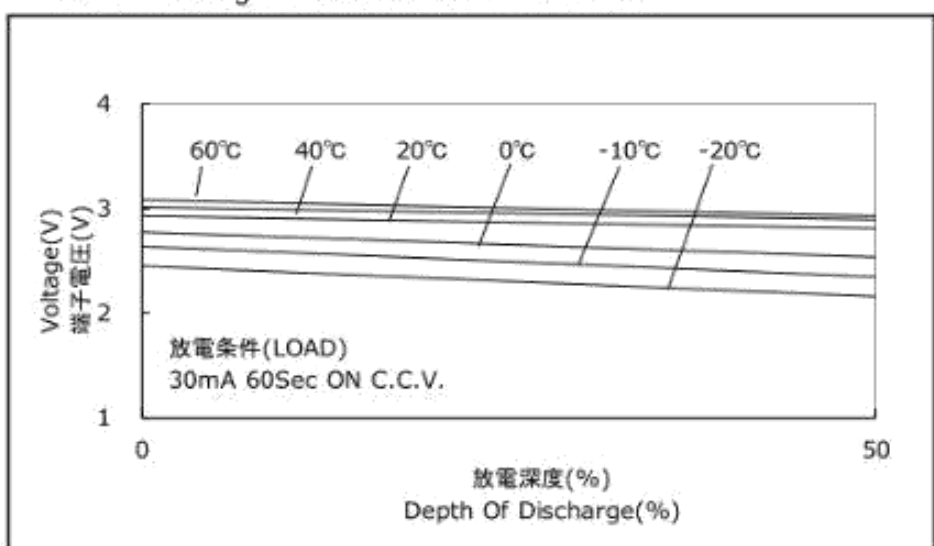 4
60℃ 40℃ 20℃ 0℃ -10℃ -20℃
3
Voltage(V)
端子電圧(V)
2
放電条件(LOAD)
30mA 60Sec ON C.C.V.
1
0 50
放電深度(%)
Depth Of Discharge(%)